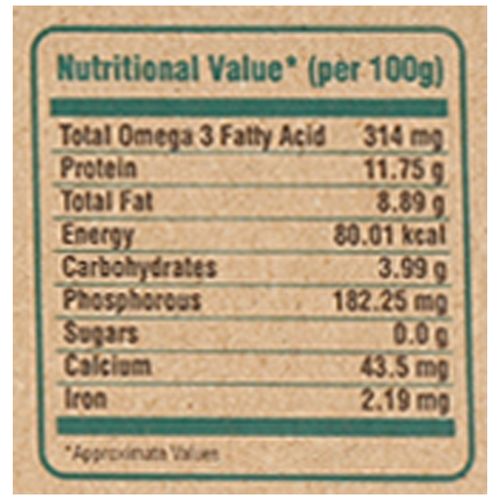 Nutritional Value* (per 100g)
Total Omega 3 Fatty Acid 314 mg
Protein 11.75 g
Total Fat 8.89 g
Energy 80.01 kcal
Carbohydrates 3.99 g
Phosphorous 182.25 mg
Sugars 0.0 g
Calcium 43.5 mg
Iron 2.19 mg
*Approximate Values